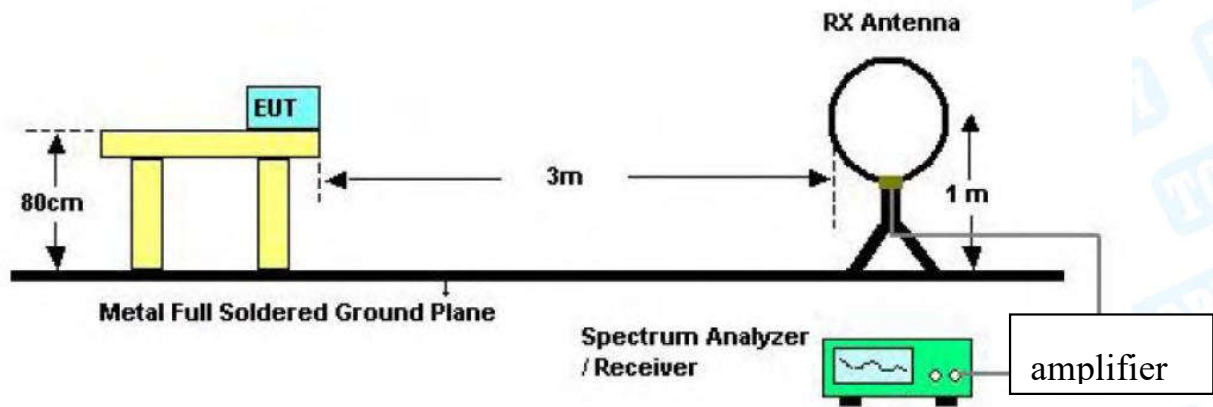 RX Antenna
EUT
3m
80cm
1 m
Metal Full Soldered Ground Plane
Spectrum Analyzer
/ Receiver
amplifier